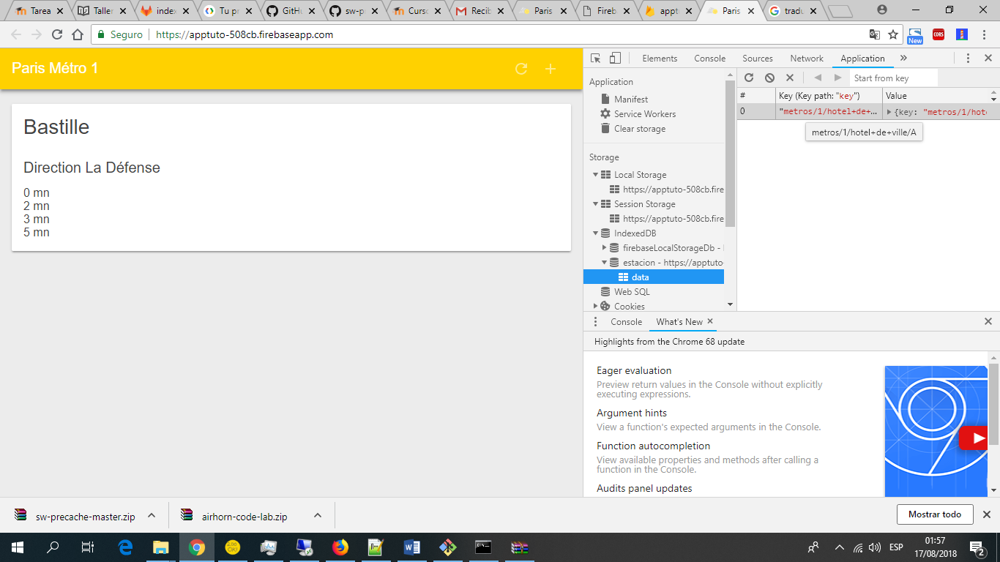 Tarea
Taller
index
Tu pr
GitHu
sw-p
Curso
Recib
Paris
Fireb
appt
Paris
tradu
Seguro
https://apptuto-508cb.firebaseapp.com
New
CORS
Paris Métro 1
Bastille
Direction La Défense
0 mn
2 mn
3 mn
5 mn
Elements Console Sources Network Application
Application
Manifest
Service Workers
Clear storage
Storage
Local Storage
https://apptuto-508cb.fire
Session Storage
https://apptuto-508cb.fire
IndexedDB
firebaseLocalStorageDb -
estacion - https://apptuto-
data
Web SQL
Cookies
Start from key
# Key (Key path: "key") Value
0 "metros/1/hotel+de+… {key: "metros/1/hot
metros/1/hotel+de+ville/A
Console What's New
Highlights from the Chrome 68 update
Eager evaluation
Preview return values in the Console without explicitly
executing expressions.
Argument hints
View a function's expected arguments in the Console.
Function autocompletion
View available properties and methods after calling a
function in the Console.
Audits panel updates
sw-precache-master.zip
airhorn-code-lab.zip
Mostrar todo
ESP
01:57
17/08/2018
2